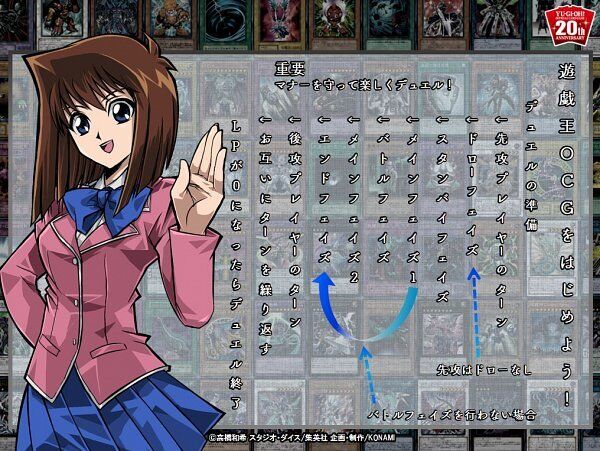 遊戯王OCGをはじめよう!
デュエルの準備
←先攻プレイヤーのターン
←ドローフェイズ
←スタンバイフェイズ
←メインフェイズ1
←バトルフェイズ
←メインフェイズ2
←エンドフェイズ
←後攻プレイヤーのターン
←お互いにターンを繰り返す
LPが0になったらデュエル終了
重要
マナーを守って楽しくデュエル!
先攻はドローなし
バトルフェイズを行わない場合
YU-GI-OH!
20th
ANNIVERSARY
©高橋和希 スタジオ・ダイス/集英社 企画・制作/KONAMI